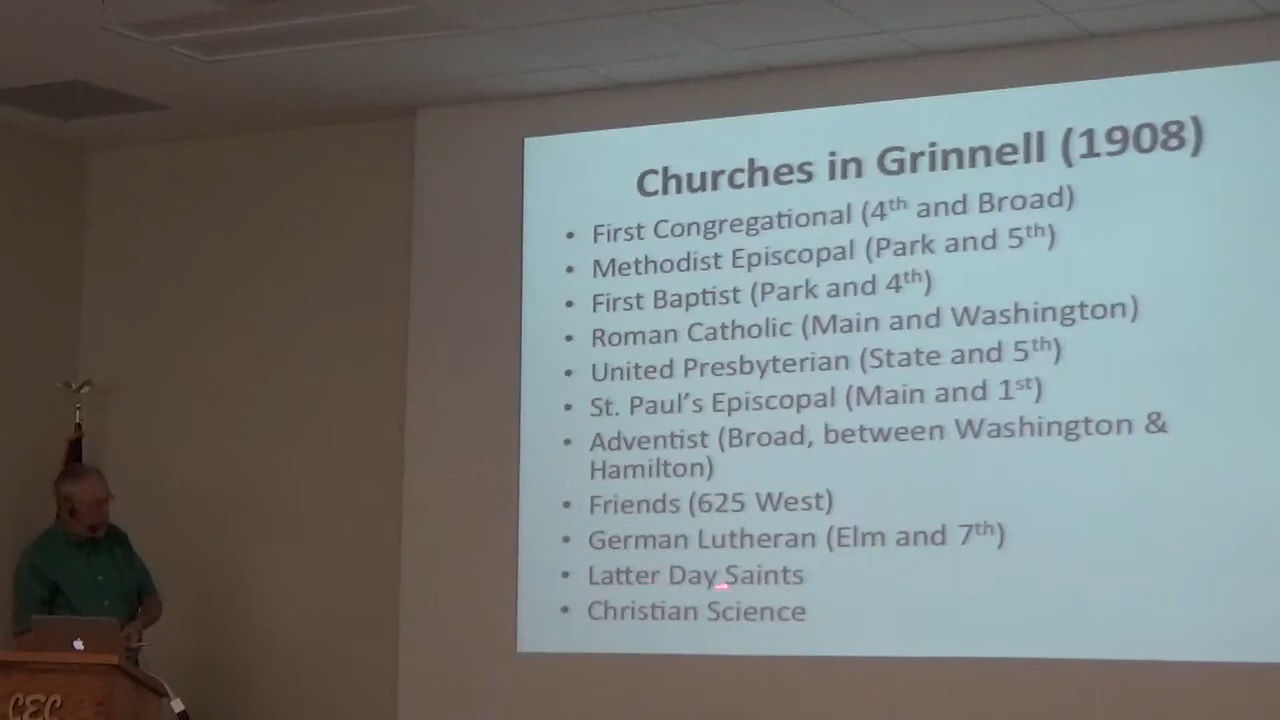 Churches in Grinnell (1908)
• First Congregational (4th and Broad)
• Methodist Episcopal (Park and 5th)
• First Baptist (Park and 4th)
• Roman Catholic (Main and Washington)
• United Presbyterian (State and 5th)
• St. Paul's Episcopal (Main and 1st)
• Adventist (Broad, between Washington &
Hamilton)
• Friends (625 West)
• German Lutheran (Elm and 7th)
• Latter Day Saints
• Christian Science
CEC